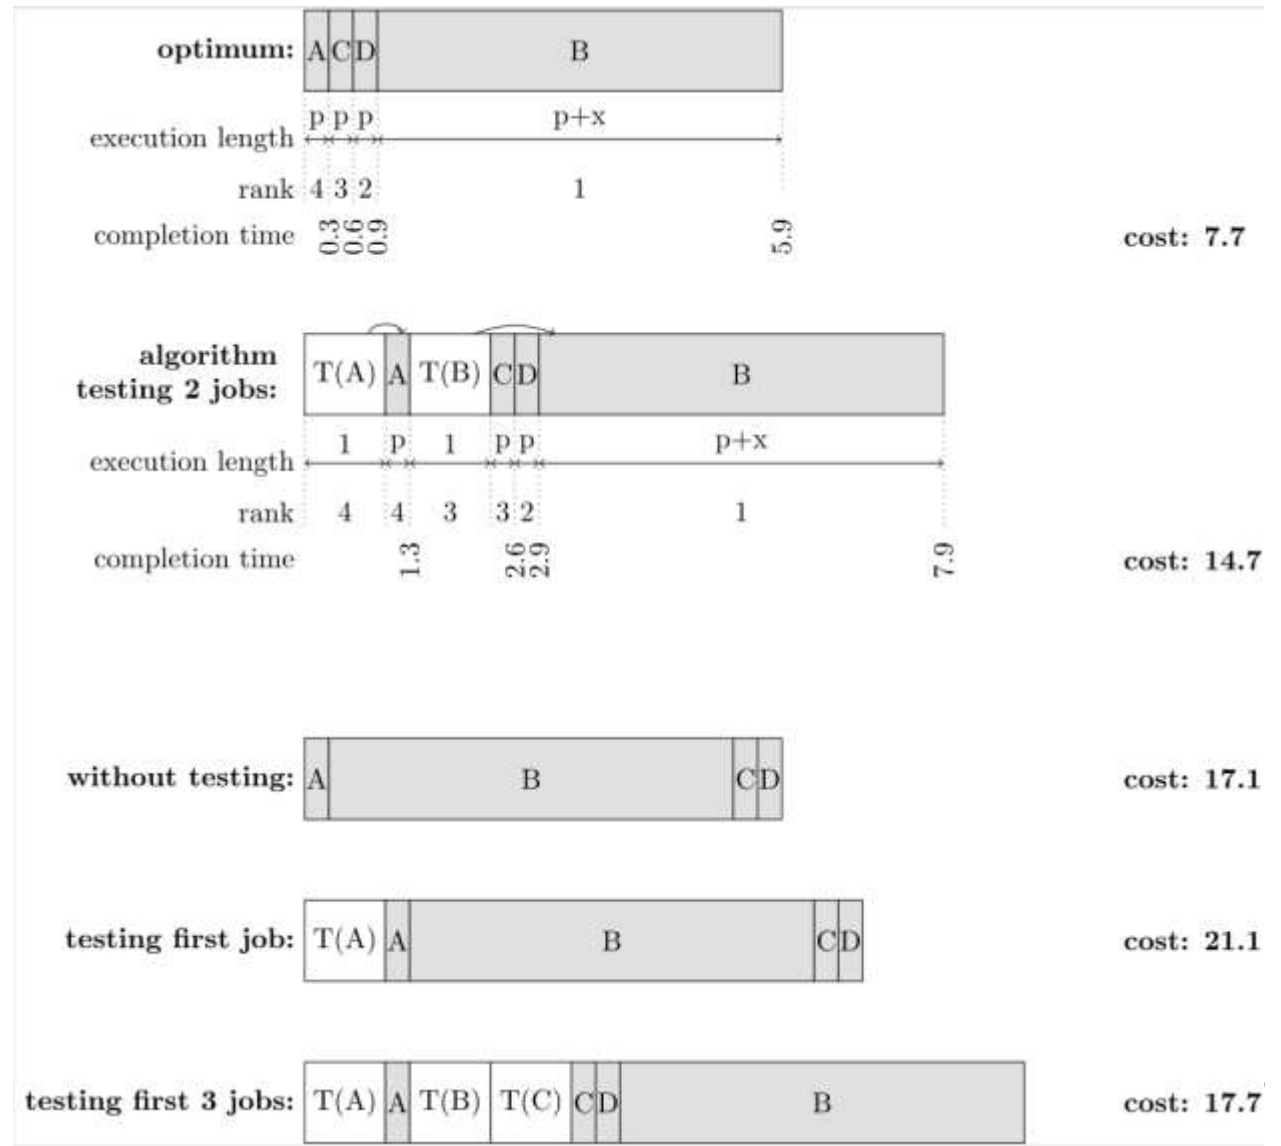 optimum: A C D B
p p p p+x
execution length
rank 4 3 2 1
completion time 0.3 0.6 0.9 5.9 cost: 7.7
algorithm
testing 2 jobs: T(A) A T(B) C D B
1 p 1 p p p+x
execution length
rank 4 4 3 3 2 1
completion time 1.3 2.6 2.9 7.9 cost: 14.7
without testing: A B C D cost: 17.1
testing first job: T(A) A B C D cost: 21.1
testing first 3 jobs: T(A) A T(B) T(C) C D B cost: 17.7